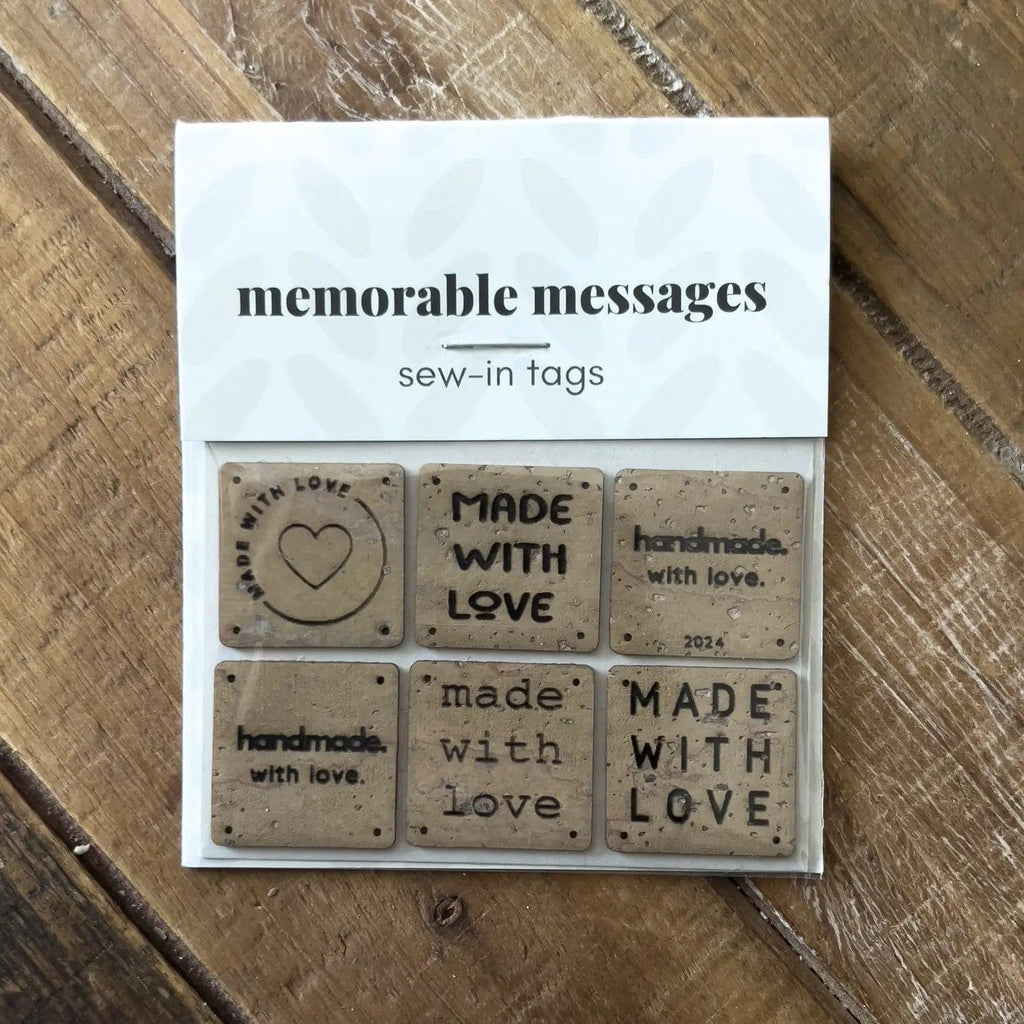 memorable messages
sew-in tags
MADE WITH LOVE
MADE
WITH
LOVE
handmade.
with love.
2024
handmade.
with love.
made
with
love
MADE
WITH
LOVE